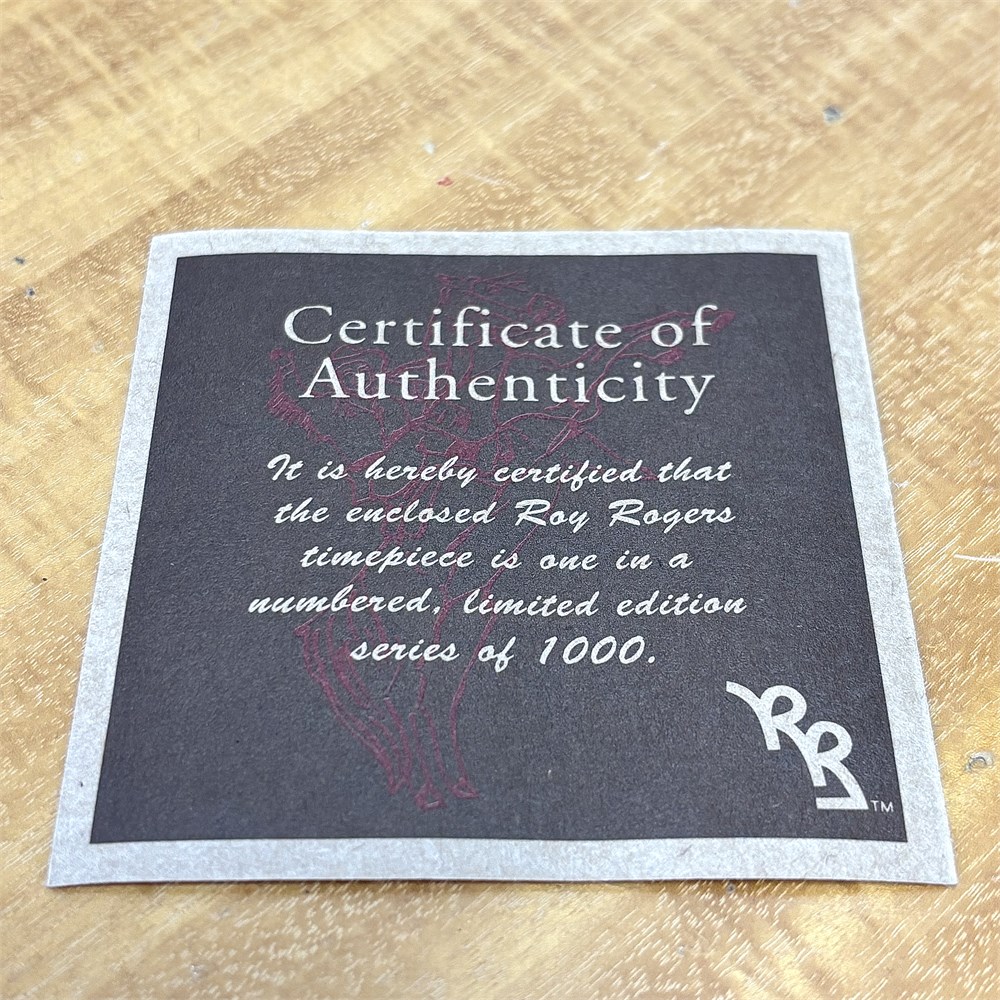 Certificate of
Authenticity
It is hereby certified that
the enclosed Roy Rogers
timepiece is one in a
numbered, limited edition
series of 1000.
RR
TM